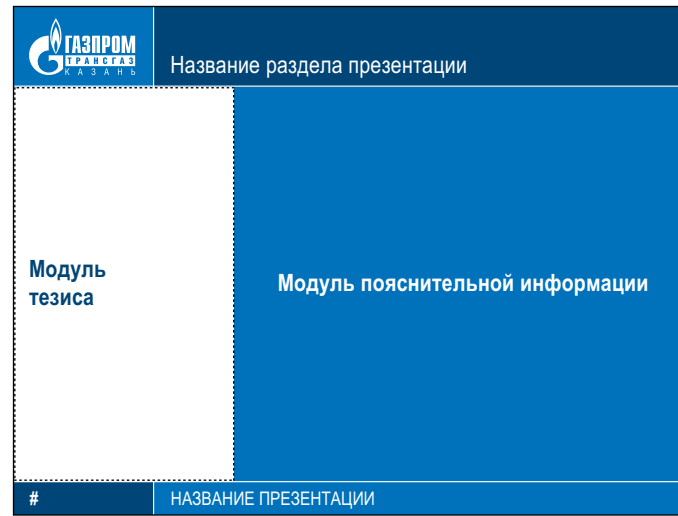 ГАЗПРОМ
ТРАНСГАЗ
КАЗАНЬ
Название раздела презентации
Модуль
тезиса
Модуль пояснительной информации
#
НАЗВАНИЕ ПРЕЗЕНТАЦИИ